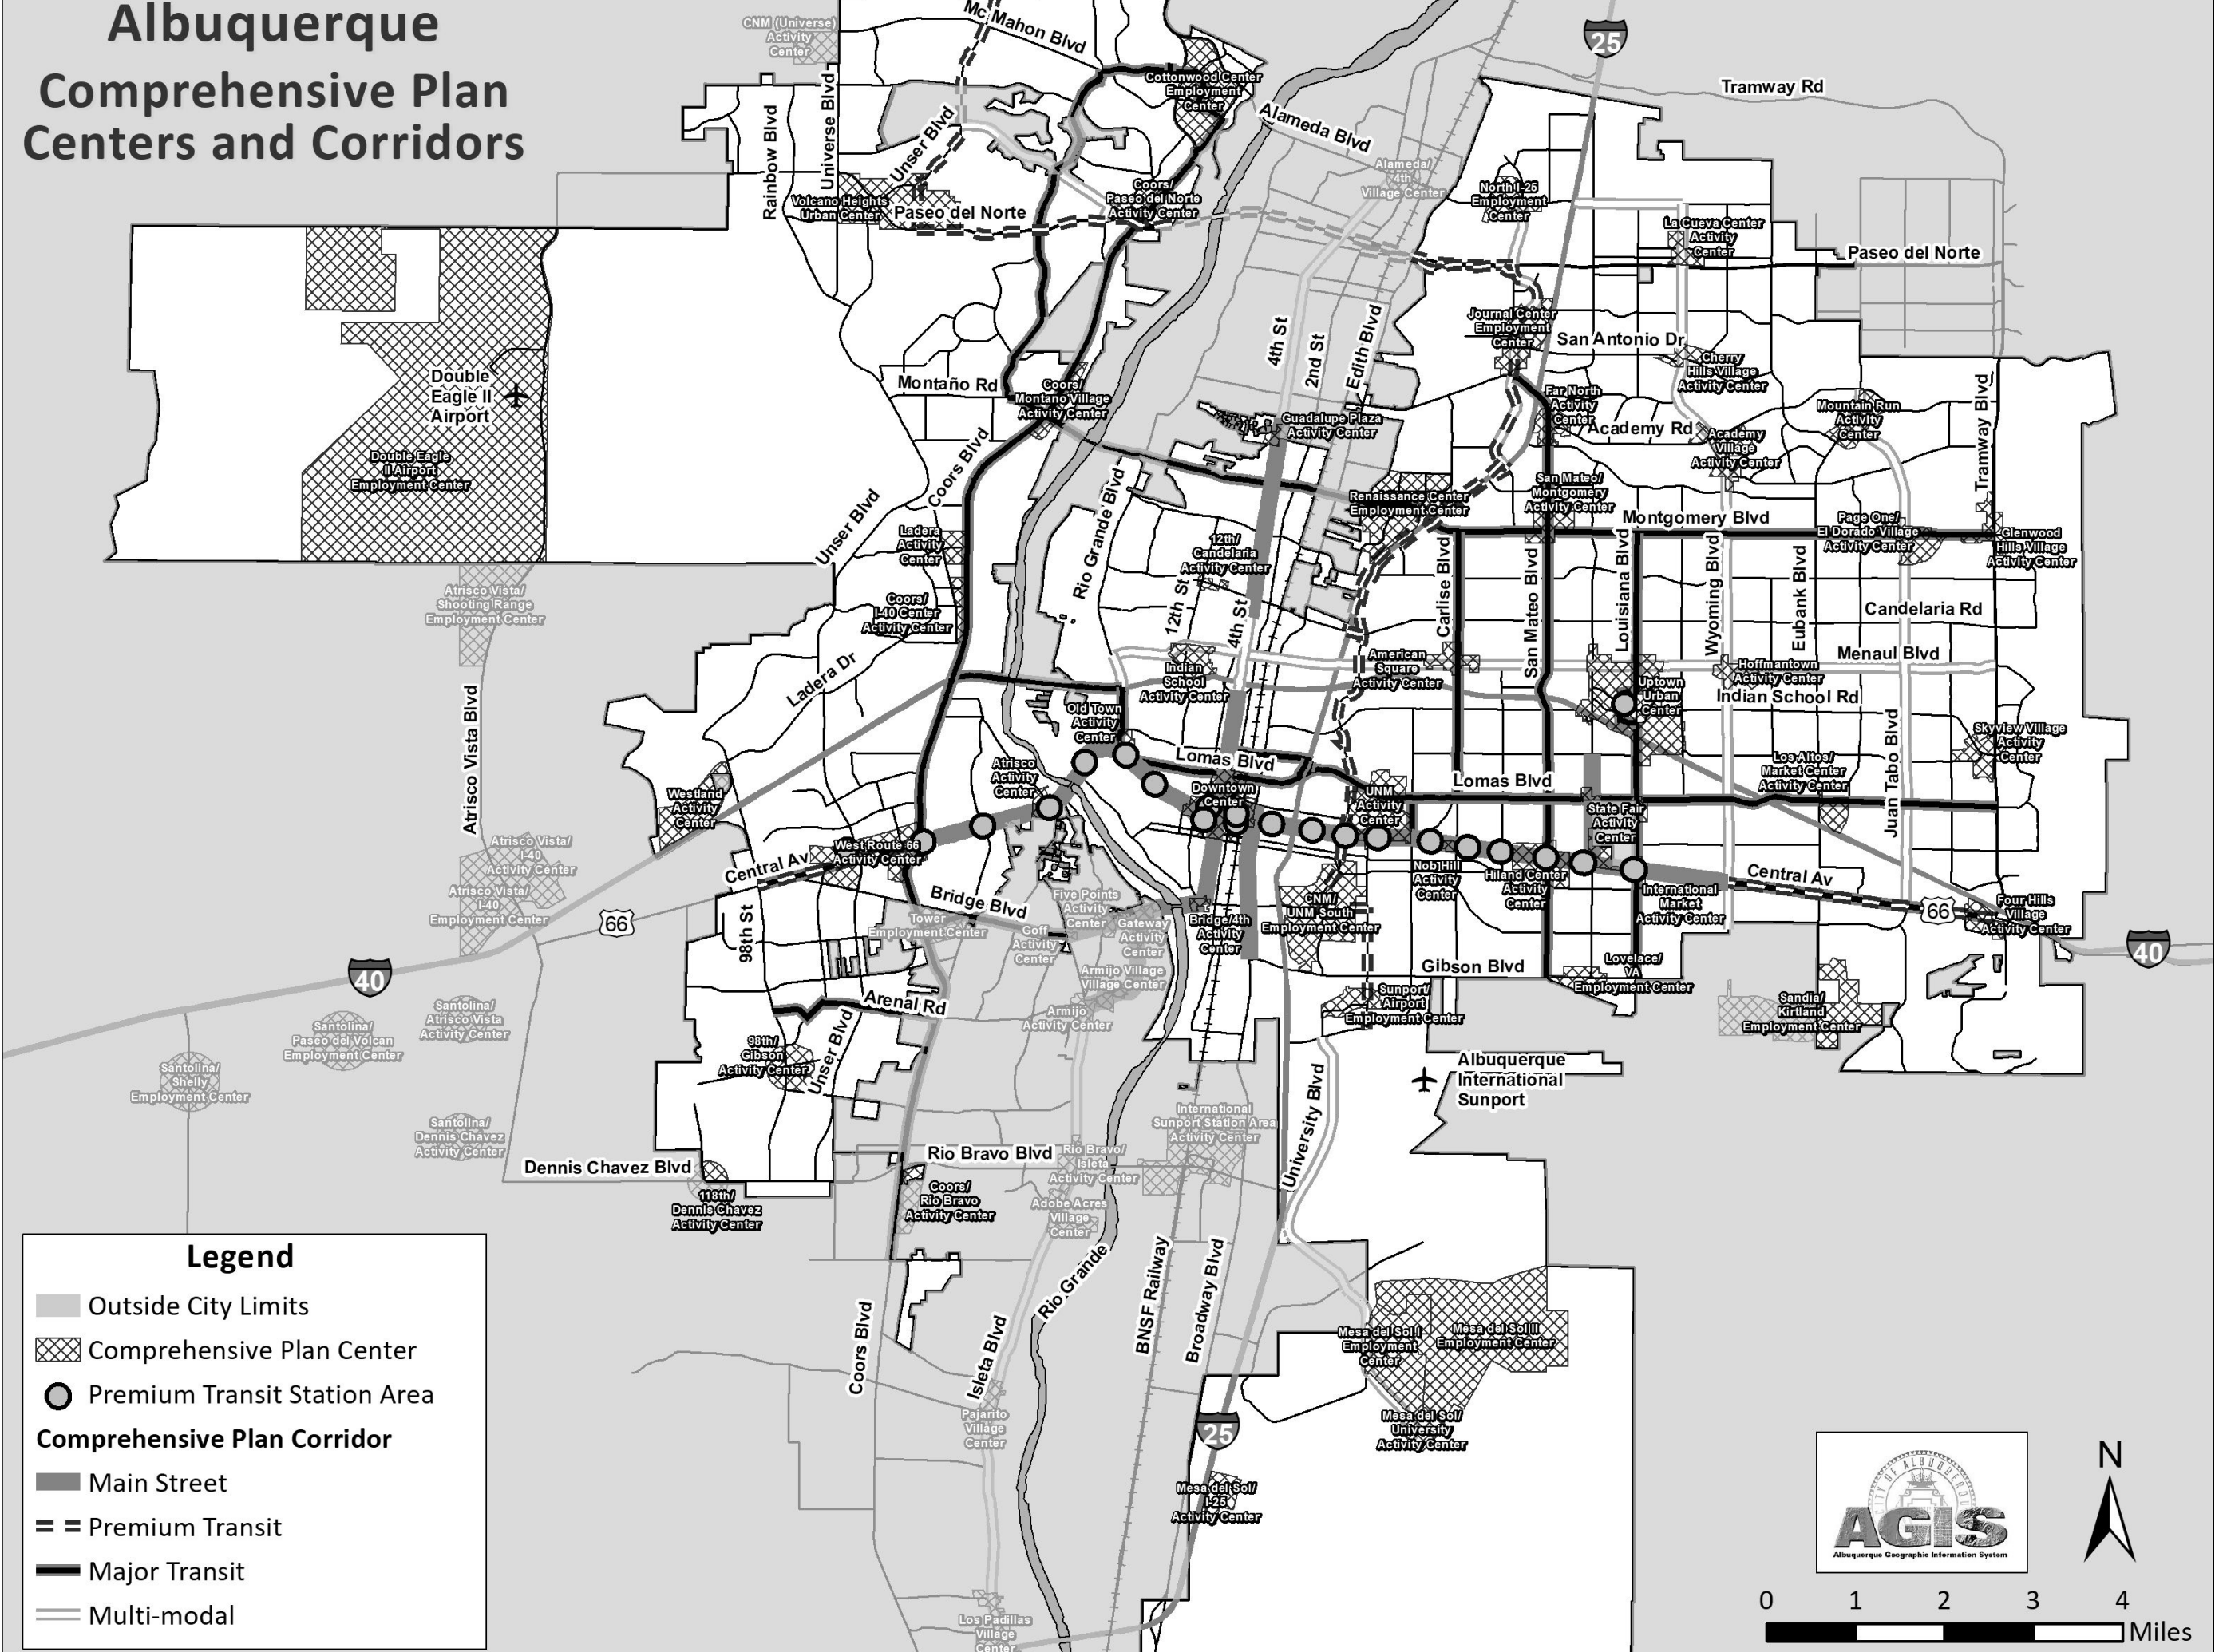 Albuquerque
Comprehensive Plan
Centers and Corridors
CNM (Universe)
Activity
Center
Mc Mahon Blvd
25
Tramway Rd
Cottonwood Center
Employment
Center
Alameda Blvd
Rainbow Blvd
Universe Blvd
Unser Blvd
Alameda/
4th
Village Center
North I-25
Employment
Center
Volcano Heights
Urban Center
Paseo del Norte
Coors/
Paseo del Norte
Activity Center
La Cueva Center
Activity
Center
Paseo del Norte
Journal Center
Employment
Center
San Antonio Dr
Cherry
Hills Village
Activity Center
4th St
2nd St
Edith Blvd
Double
Eagle II
Airport
Montaño Rd
Coors/
Montano Village
Activity Center
Far North
Activity
Center
Academy Rd
Mountain Run
Activity
Center
Tramway Blvd
Guadalupe Plaza
Activity Center
Academy
Village
Activity Center
Double Eagle
II Airport
Employment Center
Coors Blvd
Unser Blvd
Rio Grande Blvd
Renaissance Center
Employment Center
San Mateo/
Montgomery
Activity Center
Montgomery Blvd
Page One/
El Dorado Village
Activity Center
Glenwood
Hills Village
Activity Center
Ladera
Activity
Center
12th/
Candelaria
Activity Center
12th St
4th St
Carlise Blvd
San Mateo Blvd
Louisiana Blvd
Wyoming Blvd
Eubank Blvd
Candelaria Rd
Atrisco Vista/
Shooting Range
Employment Center
Coors/
I-40 Center
Activity Center
Ladera Dr
Indian
School
Activity Center
American
Square
Activity Center
Menaul Blvd
Hoffmantown
Activity Center
Indian School Rd
Uptown
Urban
Center
Atrisco Vista Blvd
Old Town
Activity
Center
Lomas Blvd
Skyview Village
Activity
Center
Juan Tabo Blvd
Los Altos/
Market Center
Activity Center
Lomas Blvd
Westland
Activity
Center
Atrisco
Activity
Center
Downtown
Center
UNM
Activity
Center
State Fair
Activity
Center
Atrisco Vista/
I-40
Activity Center
Atrisco Vista/
I-40
Employment Center
West Route 66
Activity Center
Central Av
Nob Hill
Activity
Center
Hiland Center
Activity
Center
International
Market
Activity Center
Central Av
66
Four Hills
Village
Activity Center
66
98th St
Bridge Blvd
Tower
Employment Center
Five Points
Activity
Center
Goff
Activity
Center
Gateway
Activity
Center
Bridge/4th
Activity
Center
CNM/
UNM South
Employment Center
40
40
Armijo Village
Village Center
Gibson Blvd
Lovelace/
VA
Employment Center
Sunport/
Airport
Employment Center
Sandia/
Kirtland
Employment Center
Arenal Rd
Armijo
Activity Center
Santolina/
Atrisco Vista
Activity Center
Santolina/
Paseo del Volcan
Employment Center
Santolina/
Shelly
Employment Center
98th/
Gibson
Activity Center
Unser Blvd
Albuquerque
International
Sunport
University Blvd
Santolina/
Dennis Chavez
Activity Center
International
Sunport Station Area
Activity Center
Dennis Chavez Blvd
Rio Bravo Blvd
Rio Bravo/
Isleta
Activity Center
118th/
Dennis Chavez
Activity Center
Coors/
Rio Bravo
Activity Center
Adobe Acres
Village
Center
Coors Blvd
Isleta Blvd
Rio Grande
BNSF Railway
Broadway Blvd
Mesa del Sol I
Employment
Center
Mesa del Sol II
Employment Center
Mesa del Sol/
University
Activity Center
Pajarito
Village
Center
25
Mesa del Sol/
I-25
Activity Center
Los Padillas
Village
Center
Legend
Outside City Limits
Comprehensive Plan Center
Premium Transit Station Area
Comprehensive Plan Corridor
Main Street
Premium Transit
Major Transit
Multi-modal
CITY OF ALBUQUERQUE
AGIS
Albuquerque Geographic Information System
N
0 1 2 3 4
Miles